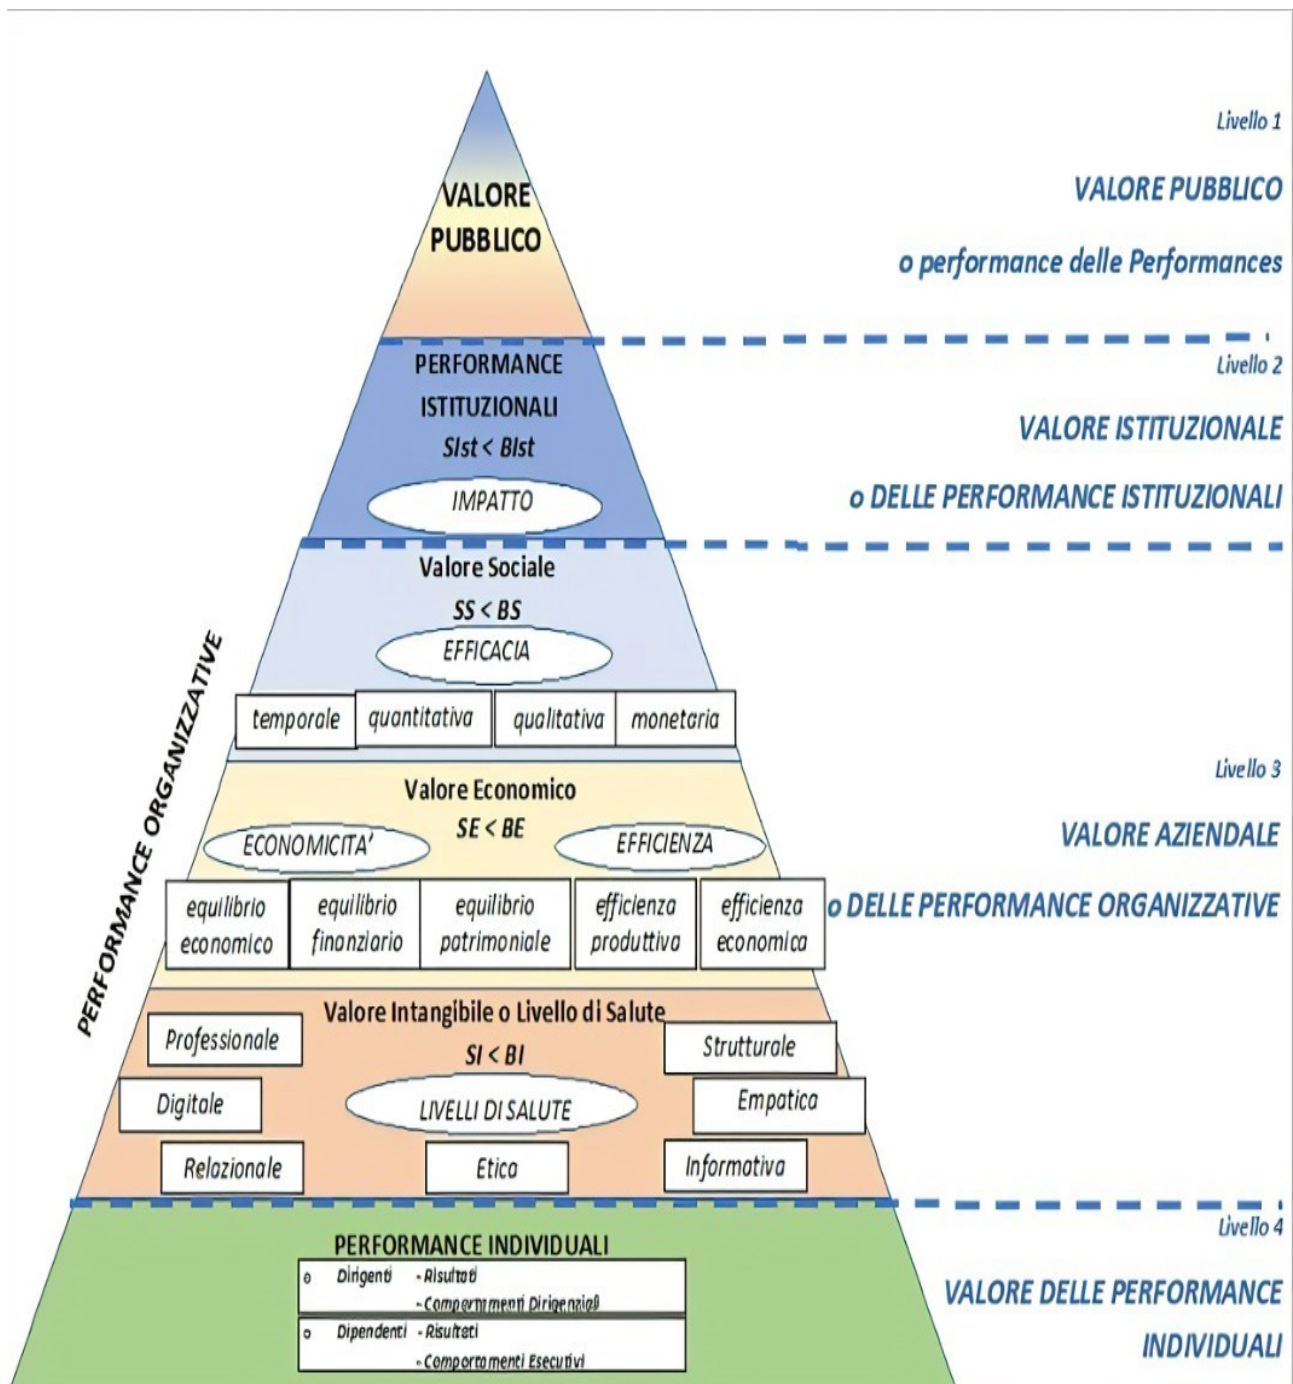 Livello 1
VALORE PUBBLICO
o performance delle Performances
VALORE
PUBBLICO
Livello 2
VALORE ISTITUZIONALE
o DELLE PERFORMANCE ISTITUZIONALI
PERFORMANCE
ISTITUZIONALI
SIst < BIst
IMPATTO
Valore Sociale
SS < BS
EFFICACIA
temporale quantitativa qualitativa monetaria
PERFORMANCE ORGANIZZATIVE
Livello 3
VALORE AZIENDALE
o DELLE PERFORMANCE ORGANIZZATIVE
Valore Economico
SE < BE
ECONOMICITA' EFFICIENZA
equilibrio equilibrio equilibrio efficienza efficienza
economico finanziario patrimoniale produttiva economica
Valore Intangibile o Livello di Salute
Professionale SI < BI Strutturale
Digitale LIVELLI DI SALUTE Empatica
Relazionale Etica Informativa
Livello 4
VALORE DELLE PERFORMANCE
INDIVIDUALI
PERFORMANCE INDIVIDUALI
o Dirigenti - Risultati
- Comportamenti Dirigenziali
o Dipendenti - Risultati
- Comportamenti Esecutivi